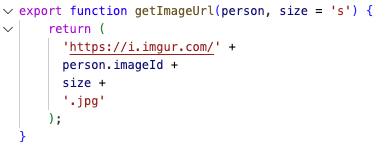 export function getImageUrl(person, size = 's') {
  return (
    'https://i.imgur.com/' +
    person.imageId +
    size +
    '.jpg'
  );
}